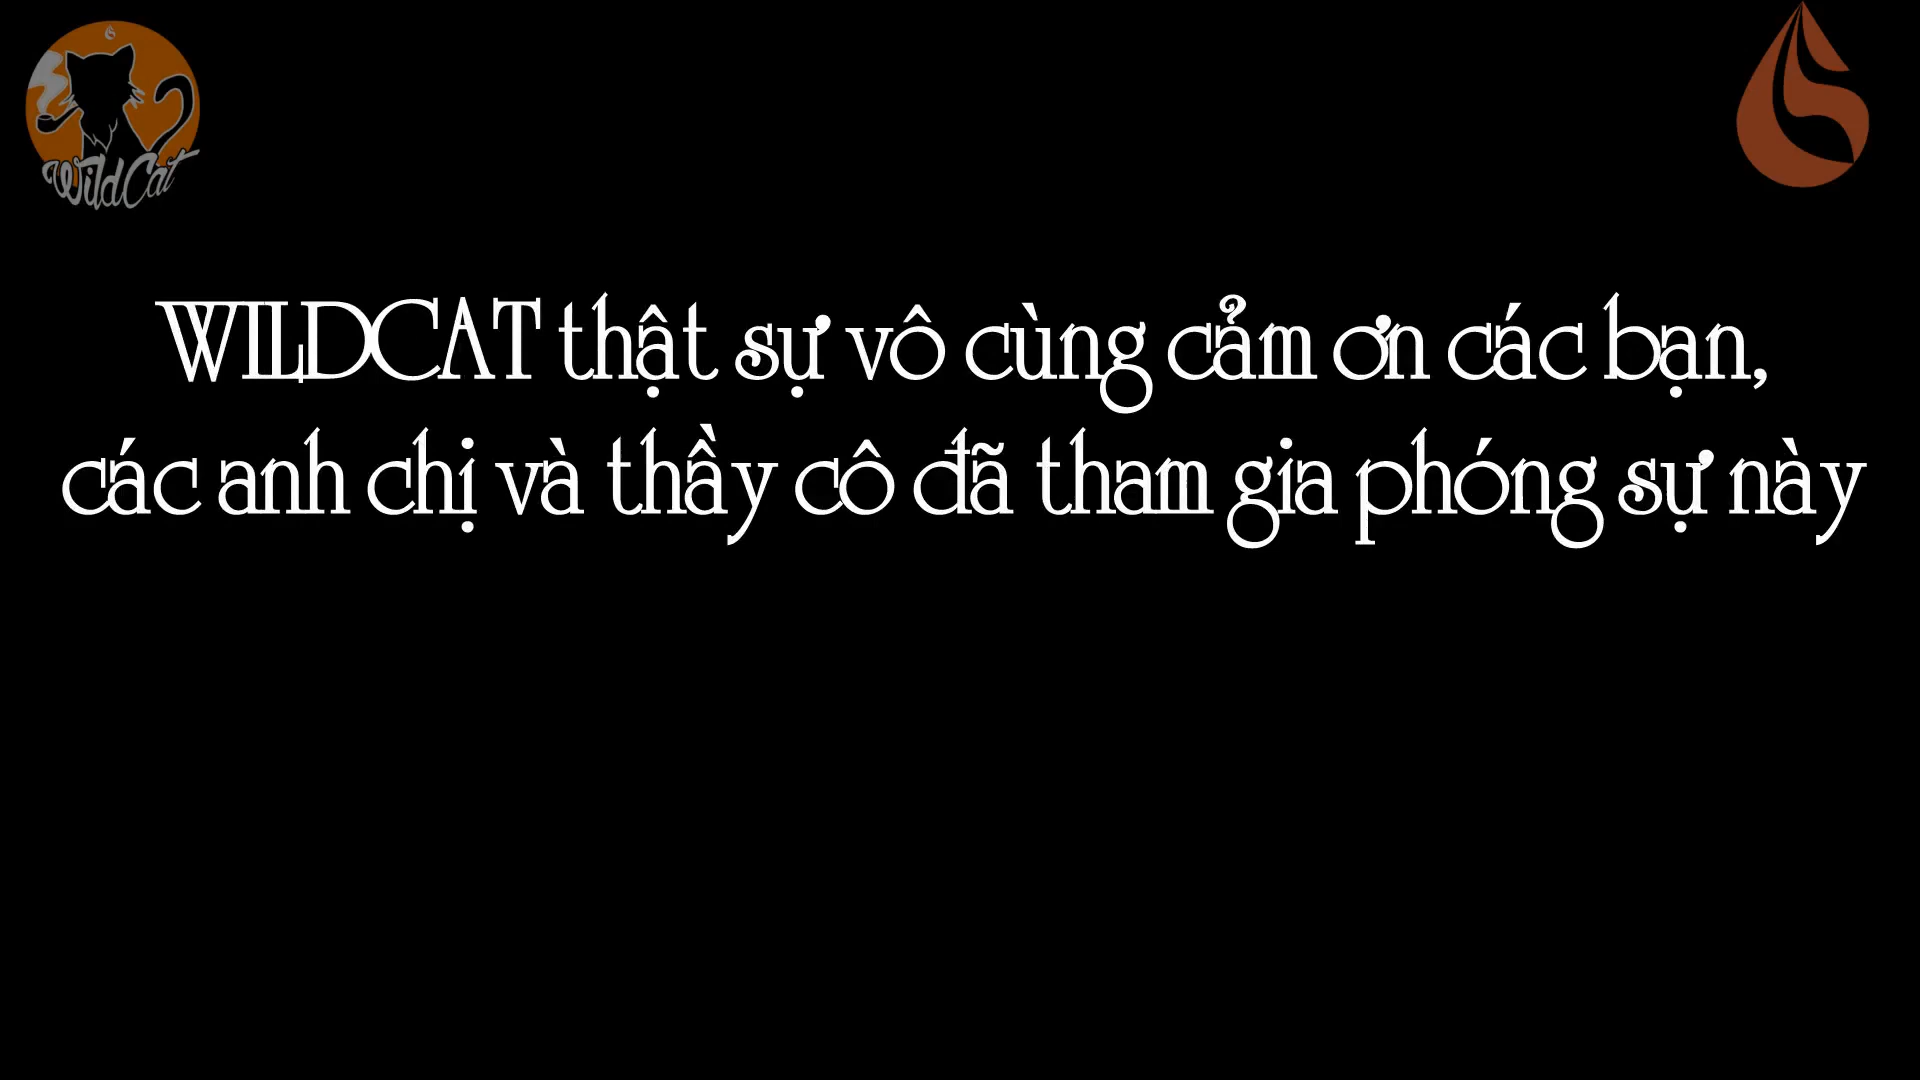 WildCat
WILDCAT thật sự vô cùng cảm ơn các bạn,
các anh chị và thầy cô đã tham gia phóng sự này